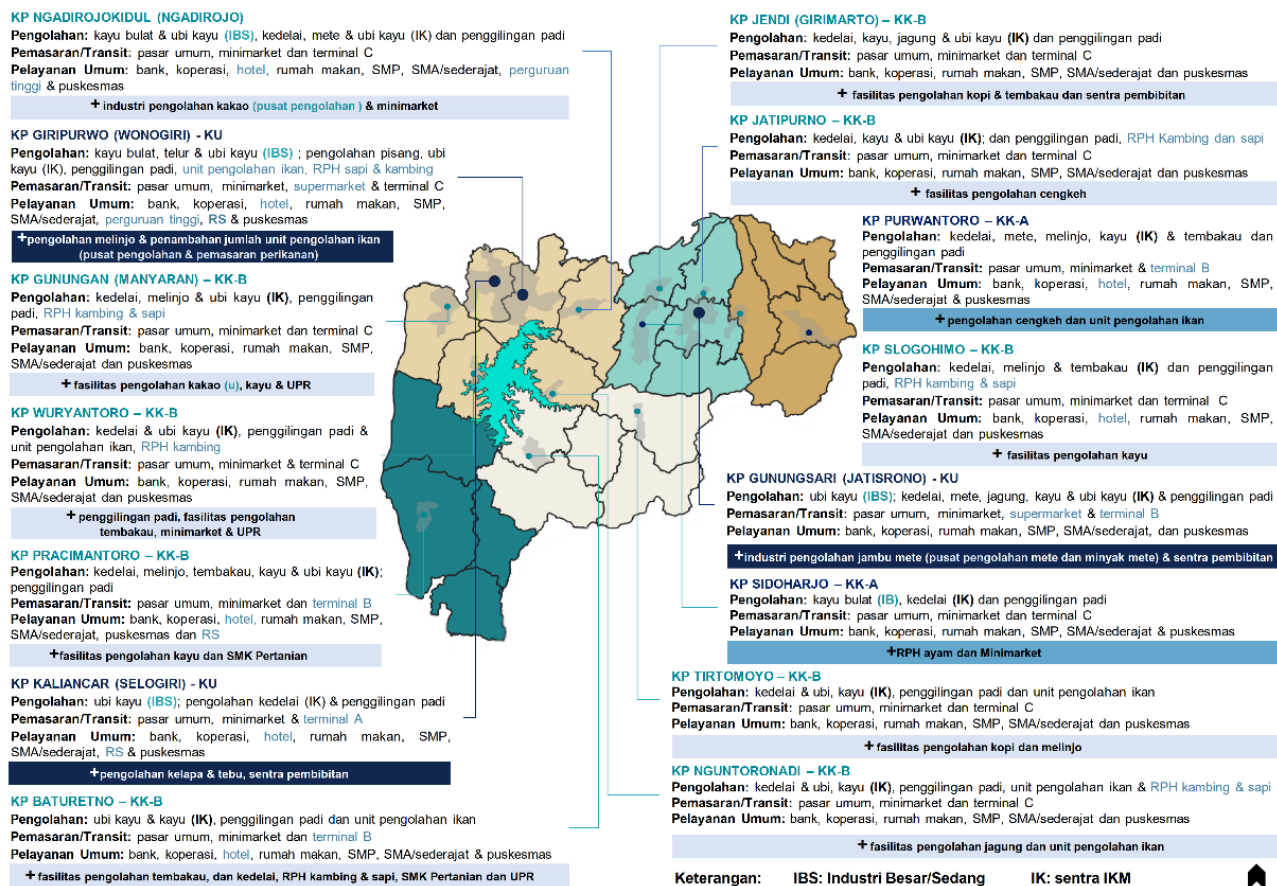 KP NGADIROJOKIDUL (NGADIROJO)
Pengolahan: kayu bulat & ubi kayu (IBS), kedelai, mete & ubi kayu (IK) dan penggilingan padi
Pemasaran/Transit: pasar umum, minimarket dan terminal C
Pelayanan Umum: bank, koperasi, hotel, rumah makan, SMP, SMA/sederajat, perguruan
tinggi & puskesmas
+ industri pengolahan kakao (pusat pengolahan ) & minimarket
KP GIRIPURWO (WONOGIRI) - KU
Pengolahan: kayu bulat, telur & ubi kayu (IBS) ; pengolahan pisang, ubi
kayu (IK), penggilingan padi, unit pengolahan ikan, RPH sapi & kambing
Pemasaran/Transit: pasar umum, minimarket, supermarket & terminal C
Pelayanan Umum: bank, koperasi, hotel, rumah makan, SMP,
SMA/sederajat, perguruan tinggi, RS & puskesmas
+pengolahan melinjo & penambahan jumlah unit pengolahan ikan
(pusat pengolahan & pemasaran perikanan)
KP GUNUNGAN (MANYARAN) – KK-B
Pengolahan: kedelai, melinjo & ubi kayu (IK), penggilingan
padi, RPH kambing & sapi
Pemasaran/Transit: pasar umum, minimarket dan terminal C
Pelayanan Umum: bank, koperasi, rumah makan, SMP,
SMA/sederajat dan puskesmas
+ fasilitas pengolahan kakao (u), kayu & UPR
KP WURYANTORO – KK-B
Pengolahan: kedelai & ubi kayu (IK), penggilingan padi &
unit pengolahan ikan, RPH kambing
Pemasaran/Transit: pasar umum, minimarket & terminal C
Pelayanan Umum: bank, koperasi, rumah makan, SMP,
SMA/sederajat dan puskesmas
+ penggilingan padi, fasilitas pengolahan
tembakau, minimarket & UPR
KP PRACIMANTORO – KK-B
Pengolahan: kedelai, melinjo, tembakau, kayu & ubi kayu (IK);
penggilingan padi
Pemasaran/Transit: pasar umum, minimarket dan terminal B
Pelayanan Umum: bank, koperasi, hotel, rumah makan, SMP,
SMA/sederajat, puskesmas dan RS
+fasilitas pengolahan kayu dan SMK Pertanian
KP KALIANCAR (SELOGIRI) - KU
Pengolahan: ubi kayu (IBS); pengolahan kedelai (IK) & penggilingan padi
Pemasaran/Transit: pasar umum, minimarket & terminal A
Pelayanan Umum: bank, koperasi, hotel, rumah makan, SMP,
SMA/sederajat, RS & puskesmas
+pengolahan kelapa & tebu, sentra pembibitan
KP BATURETNO – KK-B
Pengolahan: ubi kayu & kayu (IK), penggilingan padi dan unit pengolahan ikan
Pemasaran/Transit: pasar umum, minimarket dan terminal B
Pelayanan Umum: bank, koperasi, hotel, rumah makan, SMP, SMA/sederajat & puskesmas
+ fasilitas pengolahan tembakau, dan kedelai, RPH kambing & sapi, SMK Pertanian dan UPR
KP JENDI (GIRIMARTO) – KK-B
Pengolahan: kedelai, kayu, jagung & ubi kayu (IK) dan penggilingan padi
Pemasaran/Transit: pasar umum, minimarket dan terminal C
Pelayanan Umum: bank, koperasi, rumah makan, SMP, SMA/sederajat dan puskesmas
+ fasilitas pengolahan kopi & tembakau dan sentra pembibitan
KP JATIPURNO – KK-B
Pengolahan: kedelai, kayu & ubi kayu (IK); dan penggilingan padi, RPH Kambing dan sapi
Pemasaran/Transit: pasar umum, minimarket dan terminal C
Pelayanan Umum: bank, koperasi, rumah makan, SMP, SMA/sederajat dan puskesmas
+ fasilitas pengolahan cengkeh
KP PURWANTORO – KK-A
Pengolahan: kedelai, mete, melinjo, kayu (IK) & tembakau dan
penggilingan padi
Pemasaran/Transit: pasar umum, minimarket & terminal B
Pelayanan Umum: bank, koperasi, hotel, rumah makan, SMP,
SMA/sederajat & puskesmas
+ pengolahan cengkeh dan unit pengolahan ikan
KP SLOGOHIMO – KK-B
Pengolahan: kedelai, melinjo & tembakau (IK) dan penggilingan
padi, RPH kambing & sapi
Pemasaran/Transit: pasar umum, minimarket dan terminal C
Pelayanan Umum: bank, koperasi, hotel, rumah makan, SMP,
SMA/sederajat dan puskesmas
+ fasilitas pengolahan kayu
KP GUNUNGSARI (JATISRONO) - KU
Pengolahan: ubi kayu (IBS); kedelai, mete, jagung, kayu & ubi kayu (IK) & penggilingan padi
Pemasaran/Transit: pasar umum, minimarket, supermarket & terminal B
Pelayanan Umum: bank, koperasi, rumah makan, SMP, SMA/sederajat, dan puskesmas
+industri pengolahan jambu mete (pusat pengolahan mete dan minyak mete) & sentra pembibitan
KP SIDOHARJO – KK-A
Pengolahan: kayu bulat (IB), kedelai (IK) dan penggilingan padi
Pemasaran/Transit: pasar umum, minimarket dan terminal C
Pelayanan Umum: bank, koperasi, rumah makan, SMP, SMA/sederajat & puskesmas
+RPH ayam dan Minimarket
KP TIRTOMOYO – KK-B
Pengolahan: kedelai & ubi, kayu (IK), penggilingan padi dan unit pengolahan ikan
Pemasaran/Transit: pasar umum, minimarket dan terminal C
Pelayanan Umum: bank, koperasi, rumah makan, SMP, SMA/sederajat dan puskesmas
+ fasilitas pengolahan kopi dan melinjo
KP NGUNTORONADI – KK-B
Pengolahan: kedelai & ubi, kayu (IK), penggilingan padi, unit pengolahan ikan & RPH kambing & sapi
Pemasaran/Transit: pasar umum, minimarket dan terminal C
Pelayanan Umum: bank, koperasi, rumah makan, SMP, SMA/sederajat dan puskesmas
+ fasilitas pengolahan jagung dan unit pengolahan ikan
Keterangan: IBS: Industri Besar/Sedang IK: sentra IKM